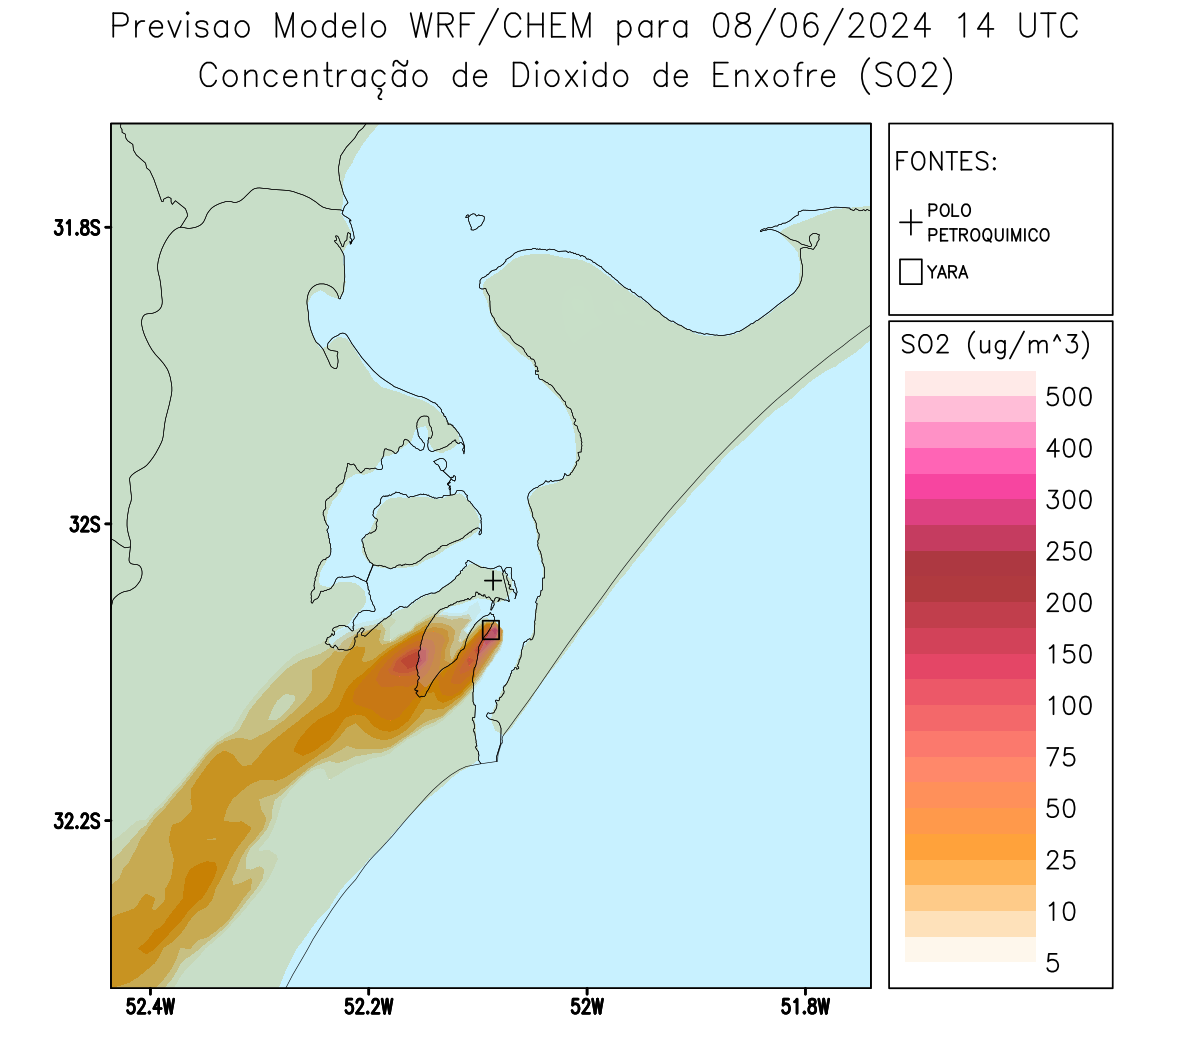 Previsao Modelo WRF/CHEM para 08/06/2024 14 UTC
Concentração de Dioxido de Enxofre (SO2)
FONTES:
POLO
PETROQUIMICO
YARA
31.8S
32S
32.2S
52.4W
52.2W
52W
51.8W
SO2 (ug/m^3)
500
400
300
250
200
150
100
75
50
25
10
5